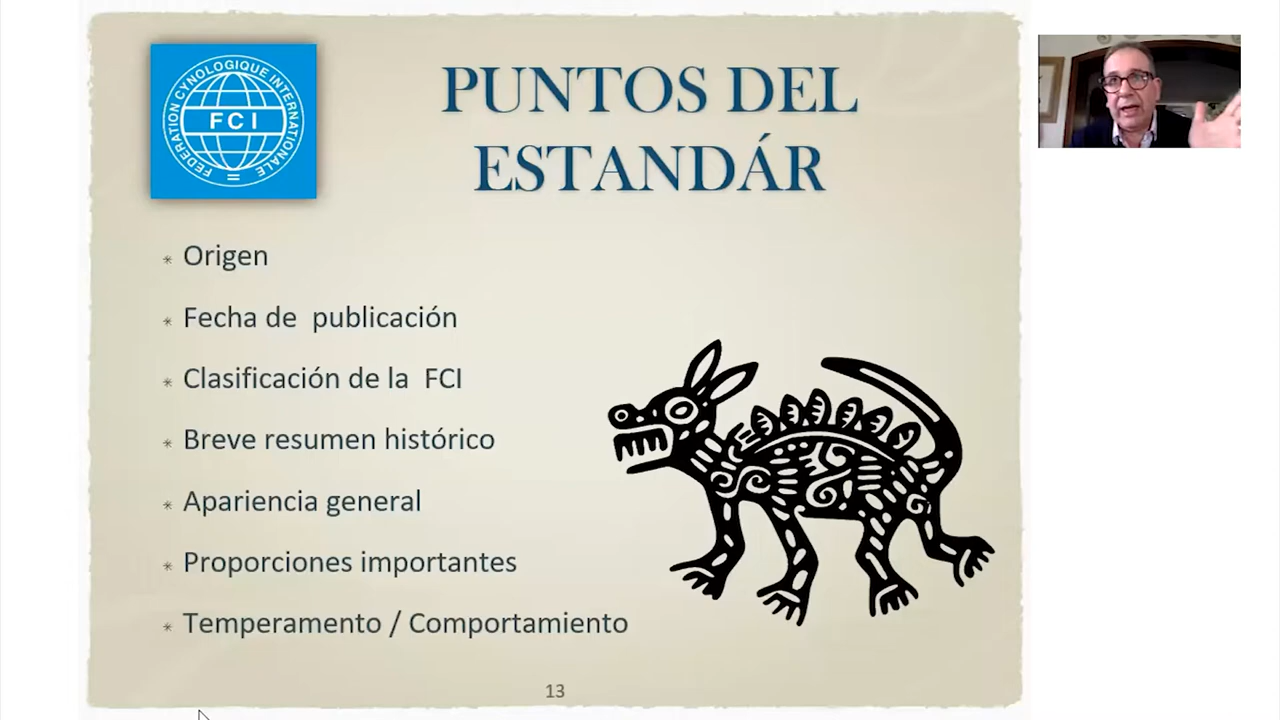 FEDERATION CYNOLOGIQUE INTERNATIONALE
FCI
PUNTOS DEL
ESTANDÁR
Origen
Fecha de publicación
Clasificación de la FCI
Breve resumen histórico
Apariencia general
Proporciones importantes
Temperamento / Comportamiento
13